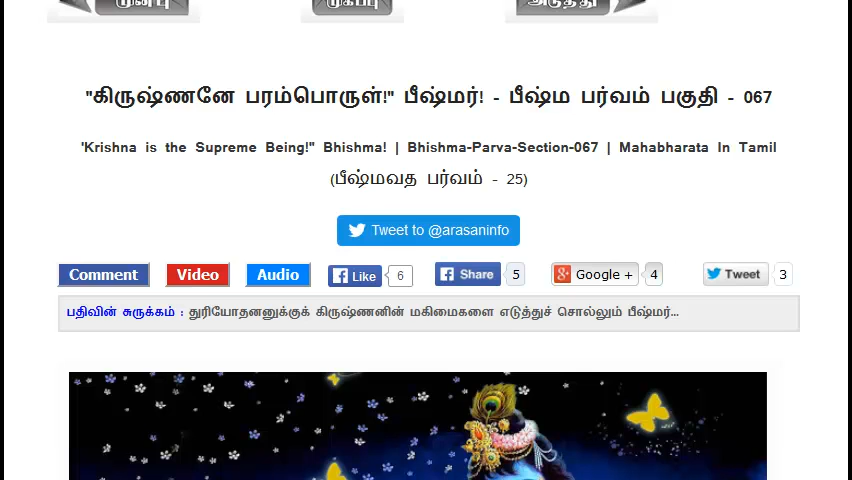 முன்பு முகப்பு அடுத்து
"கிருஷ்ணனே பரம்பொருள்!" பீஷ்மர்! - பீஷ்ம பர்வம் பகுதி - 067
'Krishna is the Supreme Being!" Bhishma! | Bhishma-Parva-Section-067 | Mahabharata In Tamil
(பீஷ்மவத பர்வம் - 25)
Tweet to @arasaninfo
Comment Video Audio Like 6 Share 5 Google + 4 Tweet 3
பதிவின் சுருக்கம் : துரியோதனனுக்குக் கிருஷ்ணனின் மகிமைகளை எடுத்துச் சொல்லும் பீஷ்மர்...